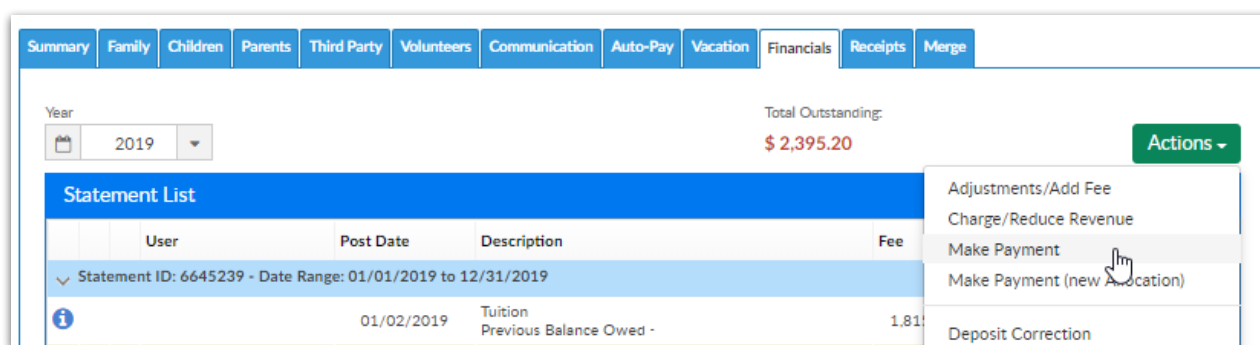 Summary Family Children Parents Third Party Volunteers Communication Auto-Pay Vacation Financials Receipts Merge
Year
Total Outstanding:
2019
$ 2,395.20
Actions
Statement List
Adjustments/Add Fee
Charge/Reduce Revenue
Make Payment
Make Payment (new Allocation)
Deposit Correction
User Post Date Description Fee
Statement ID: 6645239 - Date Range: 01/01/2019 to 12/31/2019
01/02/2019 Tuition
Previous Balance Owed -